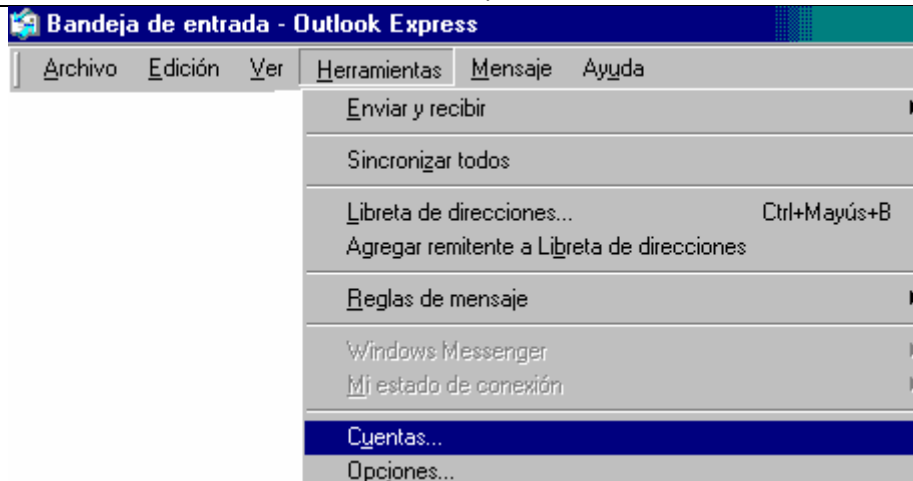 Bandeja de entrada - Outlook Express
Archivo Edición Ver Herramientas Mensaje Ayuda
Enviar y recibir
Sincronizar todos
Libreta de direcciones... Ctrl+Mayús+B
Agregar remitente a Libreta de direcciones
Reglas de mensaje
Windows Messenger
Mi estado de conexión
Cuentas...
Opciones...